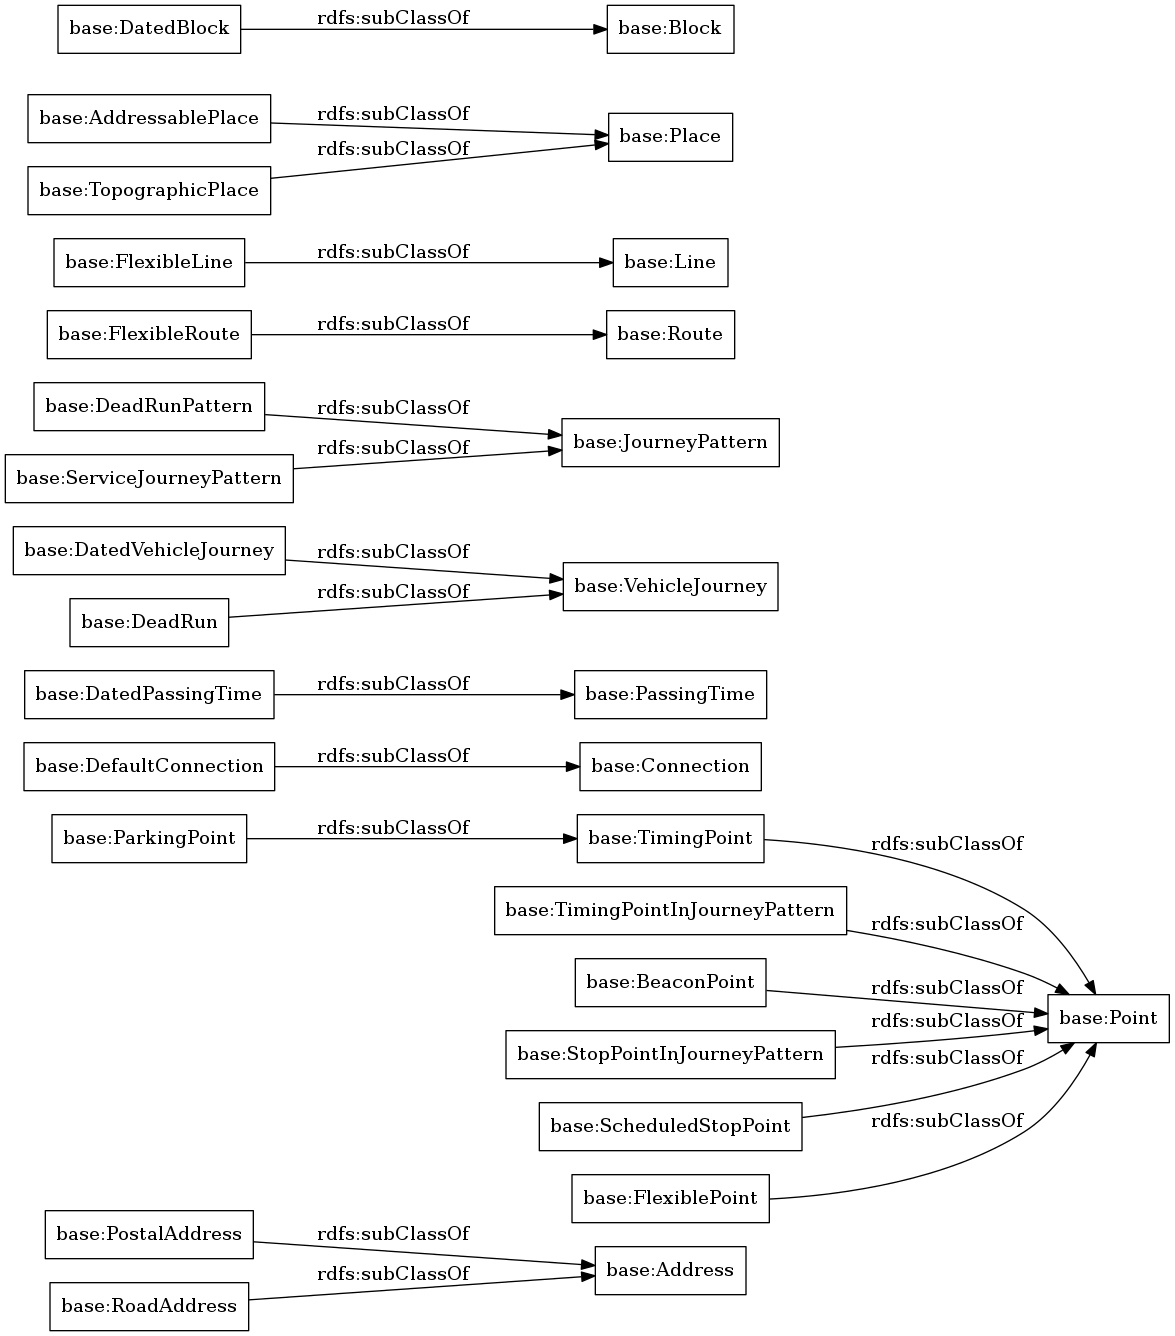 base:DatedBlock
rdfs:subClassOf
base:Block
base:AddressablePlace
rdfs:subClassOf
base:Place
base:TopographicPlace
rdfs:subClassOf
base:FlexibleLine
rdfs:subClassOf
base:Line
base:FlexibleRoute
rdfs:subClassOf
base:Route
base:DeadRunPattern
rdfs:subClassOf
base:JourneyPattern
base:ServiceJourneyPattern
rdfs:subClassOf
base:DatedVehicleJourney
rdfs:subClassOf
base:VehicleJourney
base:DeadRun
rdfs:subClassOf
base:DatedPassingTime
rdfs:subClassOf
base:PassingTime
base:DefaultConnection
rdfs:subClassOf
base:Connection
base:ParkingPoint
rdfs:subClassOf
base:TimingPoint
rdfs:subClassOf
base:TimingPointInJourneyPattern
rdfs:subClassOf
base:BeaconPoint
rdfs:subClassOf
base:Point
base:StopPointInJourneyPattern
rdfs:subClassOf
base:ScheduledStopPoint
rdfs:subClassOf
base:FlexiblePoint
rdfs:subClassOf
base:PostalAddress
rdfs:subClassOf
base:Address
base:RoadAddress
rdfs:subClassOf